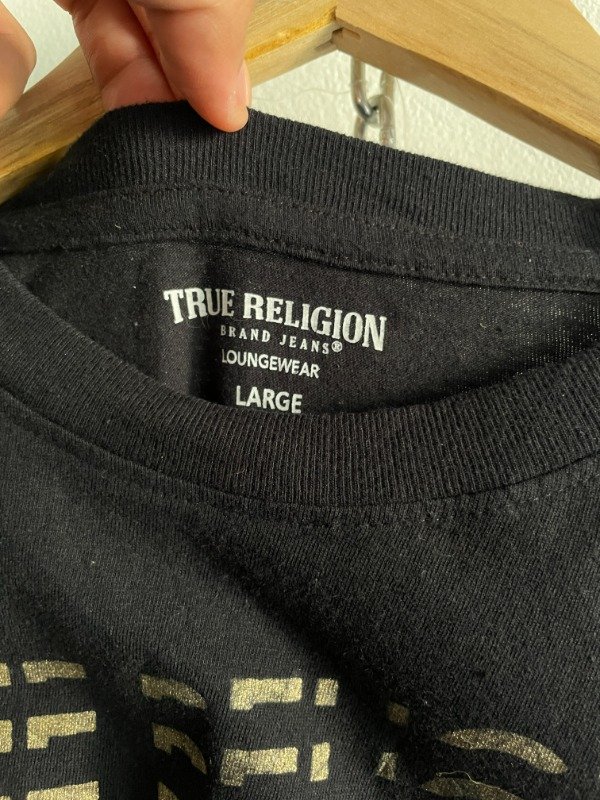 TRUE RELIGION
BRAND JEANS®
LOUNGEWEAR
LARGE